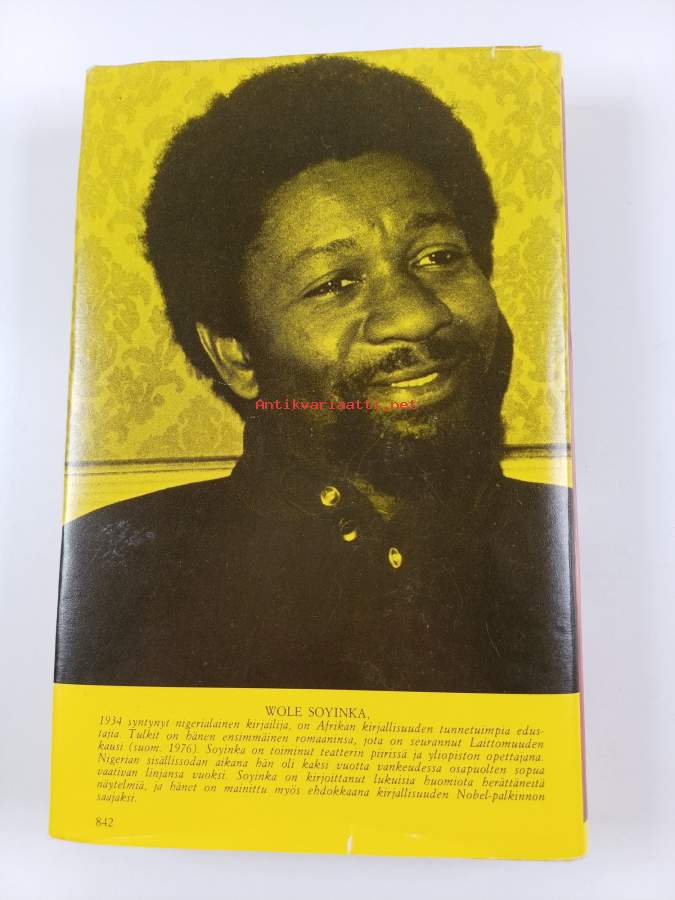 Antikvariaatti.net
WOLE SOYINKA,
1934 syntynyt nigerialainen kirjailija, on Afrikan kirjallisuuden tunnetuimpia edus-
tajia. Tulkit on hänen ensimmäinen romaaninsa, jota on seurannut Laittomuuden
kausi (suom. 1976). Soyinka on toiminut teatterin piirissä ja yliopiston opettajana.
Nigerian sisällissodan aikana hän oli kaksi vuotta vankeudessa osapuolten sopua
vaativan linjansa vuoksi. Soyinka on kirjoittanut lukuisia huomiota herättäneitä
näytelmiä, ja hänet on mainittu myös ehdokkaana kirjallisuuden Nobel-palkinnon
saajaksi.
842